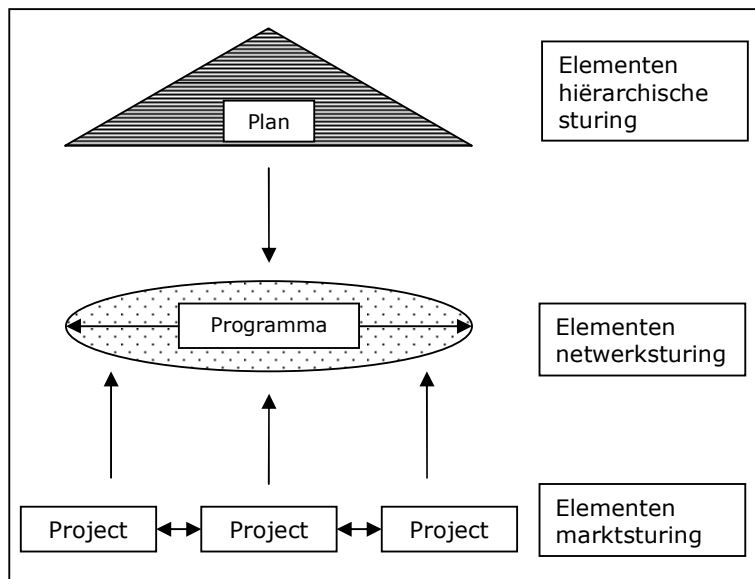 Plan
Elementen
hiërarchische
sturing
Programma
Elementen
netwerksturing
Project
Project
Project
Elementen
marktsturing